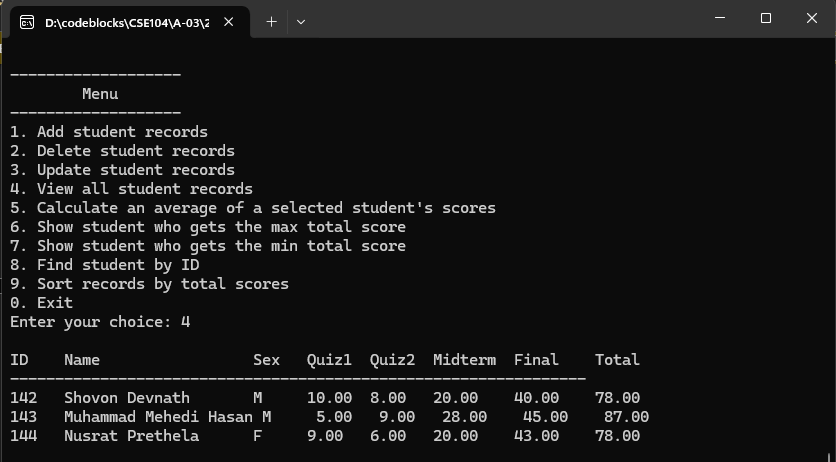 D:\codeblocks\CSE104\A-03\2
-------------------
Menu
-------------------
1. Add student records
2. Delete student records
3. Update student records
4. View all student records
5. Calculate an average of a selected student's scores
6. Show student who gets the max total score
7. Show student who gets the min total score
8. Find student by ID
9. Sort records by total scores
0. Exit
Enter your choice: 4
ID    Name                 Sex   Quiz1  Quiz2  Midterm  Final    Total
----------------------------------------------------------------
142   Shovon Devnath       M     10.00  8.00   20.00    40.00    78.00
143   Muhammad Mehedi Hasan M     5.00   9.00   28.00    45.00    87.00
144   Nusrat Prethela      F     9.00   6.00   20.00    43.00    78.00